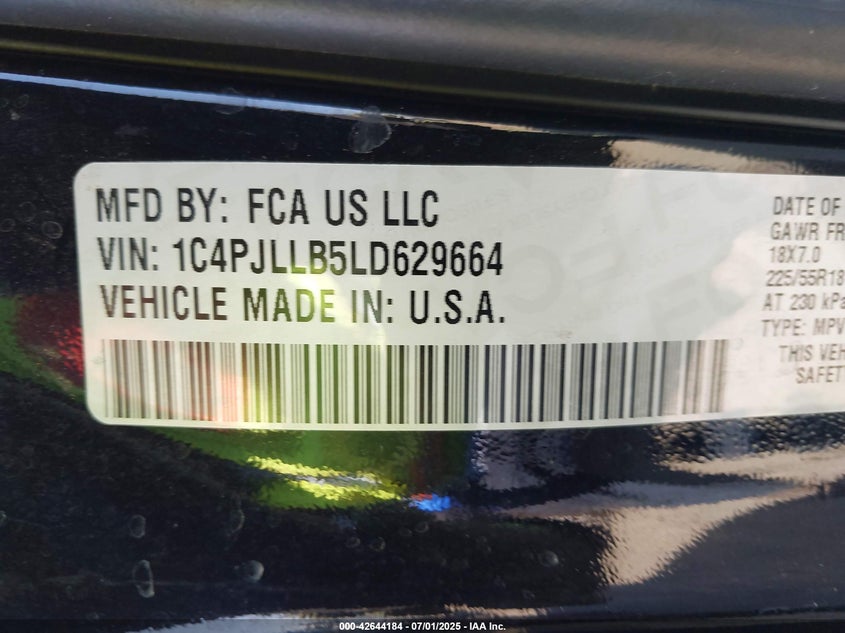 MFD BY: FCA US LLC
VIN: 1C4PJLLB5LD629664
VEHICLE MADE IN: U.S.A.
DATE OF
GAWR FR
18X7.0
225/55R18
AT 230 kPa
TYPE: MPV
THIS VEH
SAFETY
000-42644184 - 07/01/2025 - IAA Inc.